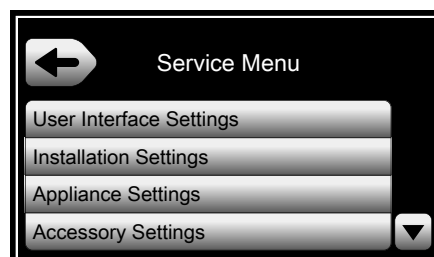 Service Menu
User Interface Settings
Installation Settings
Appliance Settings
Accessory Settings